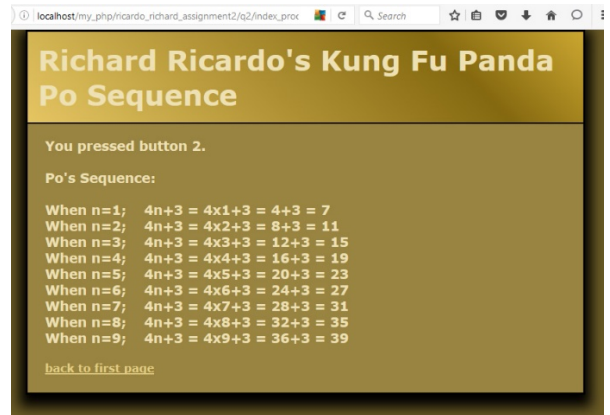 localhost/my_php/ricardo_richard_assignment2/q2/index_proc
Search
Richard Ricardo's Kung Fu Panda
Po Sequence
You pressed button 2.
Po's Sequence:
When n=1; 4n+3 = 4x1+3 = 4+3 = 7
When n=2; 4n+3 = 4x2+3 = 8+3 = 11
When n=3; 4n+3 = 4x3+3 = 12+3 = 15
When n=4; 4n+3 = 4x4+3 = 16+3 = 19
When n=5; 4n+3 = 4x5+3 = 20+3 = 23
When n=6; 4n+3 = 4x6+3 = 24+3 = 27
When n=7; 4n+3 = 4x7+3 = 28+3 = 31
When n=8; 4n+3 = 4x8+3 = 32+3 = 35
When n=9; 4n+3 = 4x9+3 = 36+3 = 39
back to first page